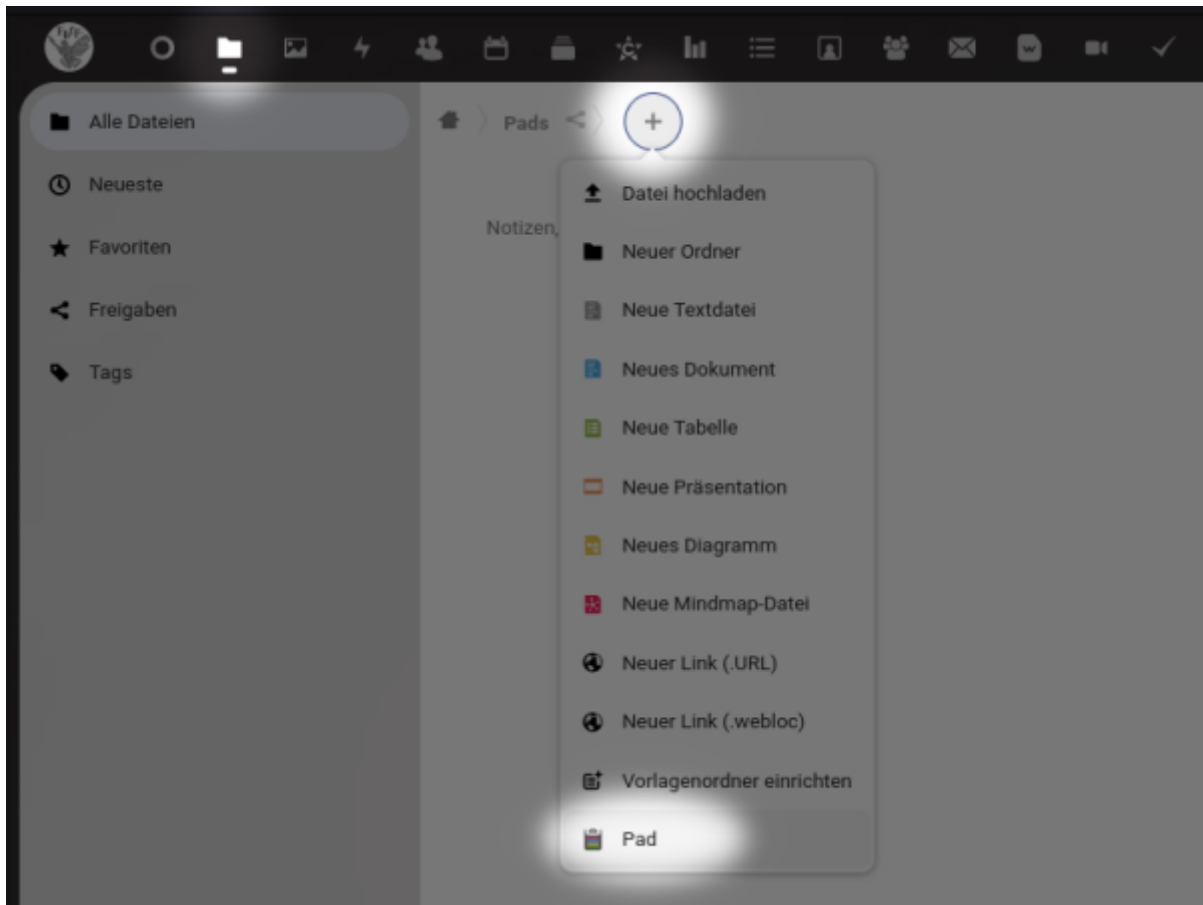 Alle Dateien
Neueste
Favoriten
Freigaben
Tags
Pads
Notizen,
Datei hochladen
Neuer Ordner
Neue Textdatei
Neues Dokument
Neue Tabelle
Neue Präsentation
Neues Diagramm
Neue Mindmap-Datei
Neuer Link (.URL)
Neuer Link (.webloc)
Vorlagenordner einrichten
Pad